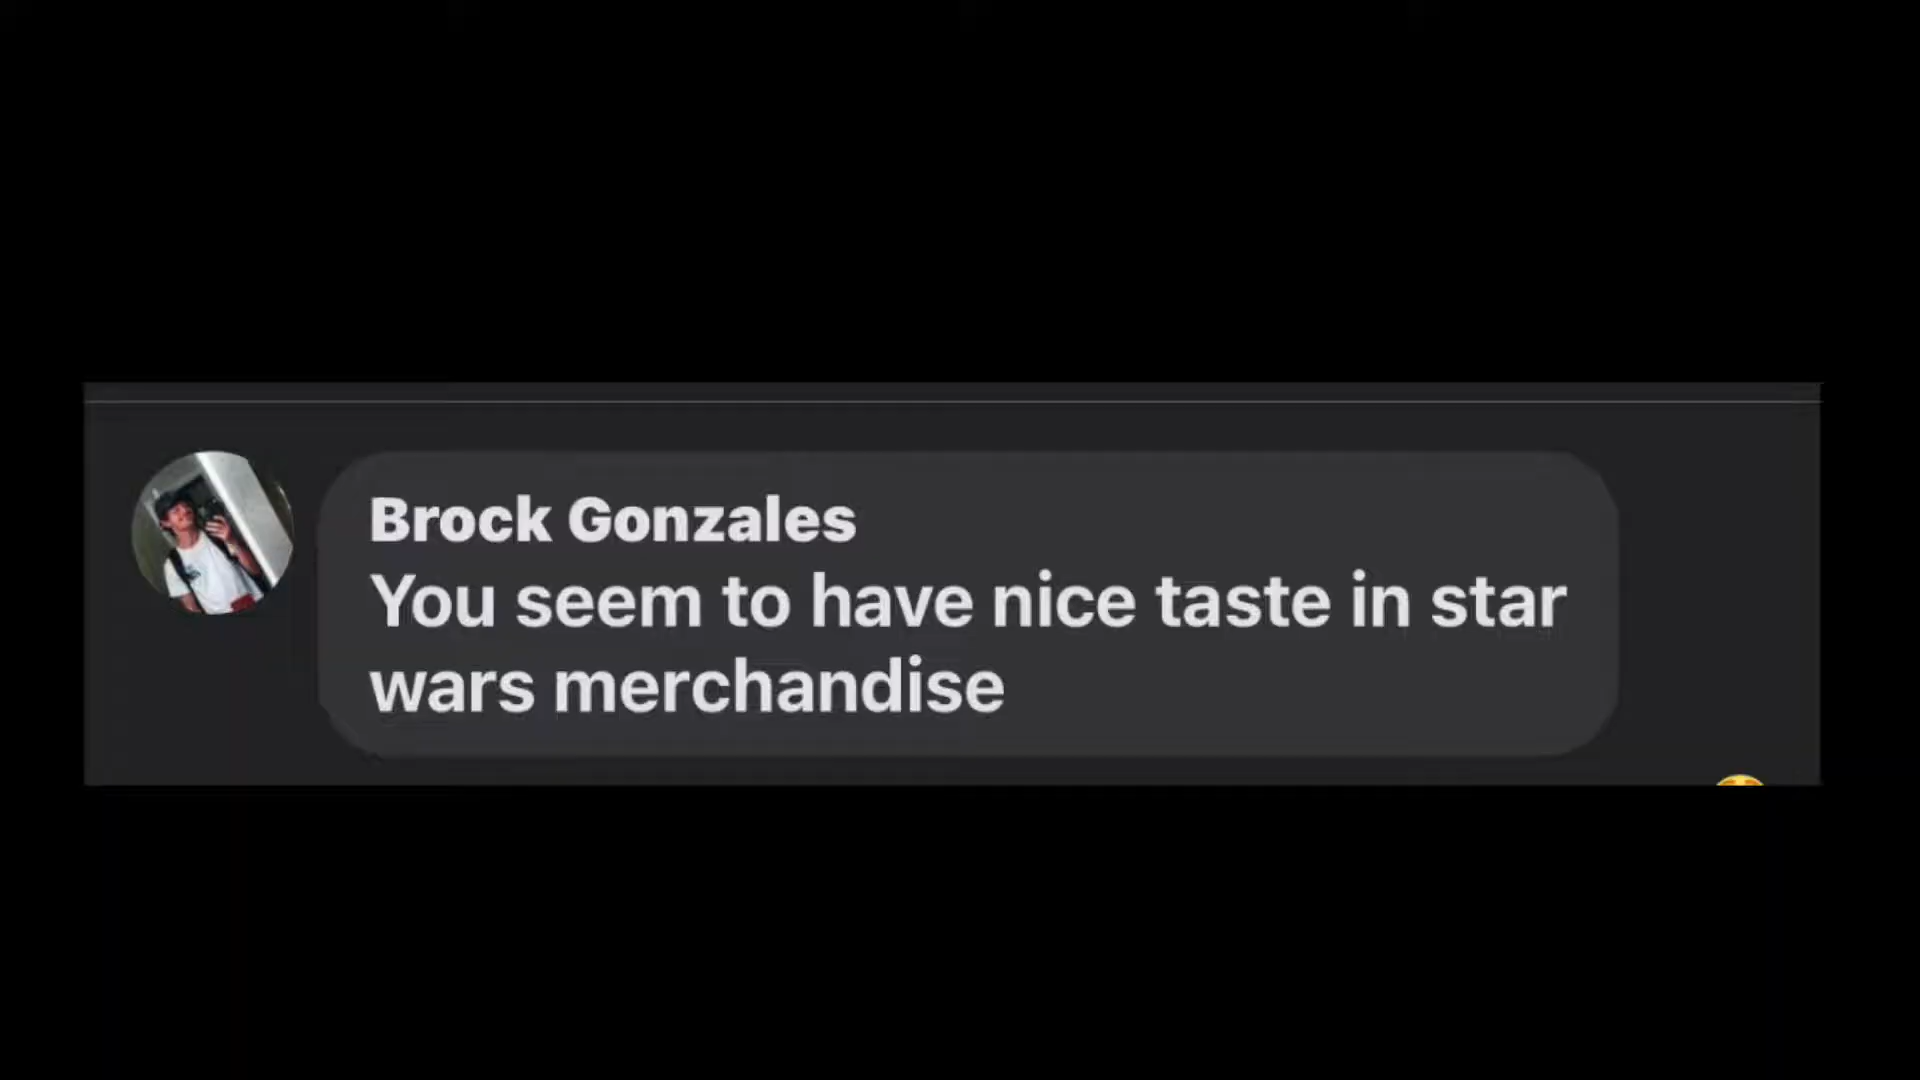 Brock Gonzales
You seem to have nice taste in star
wars merchandise